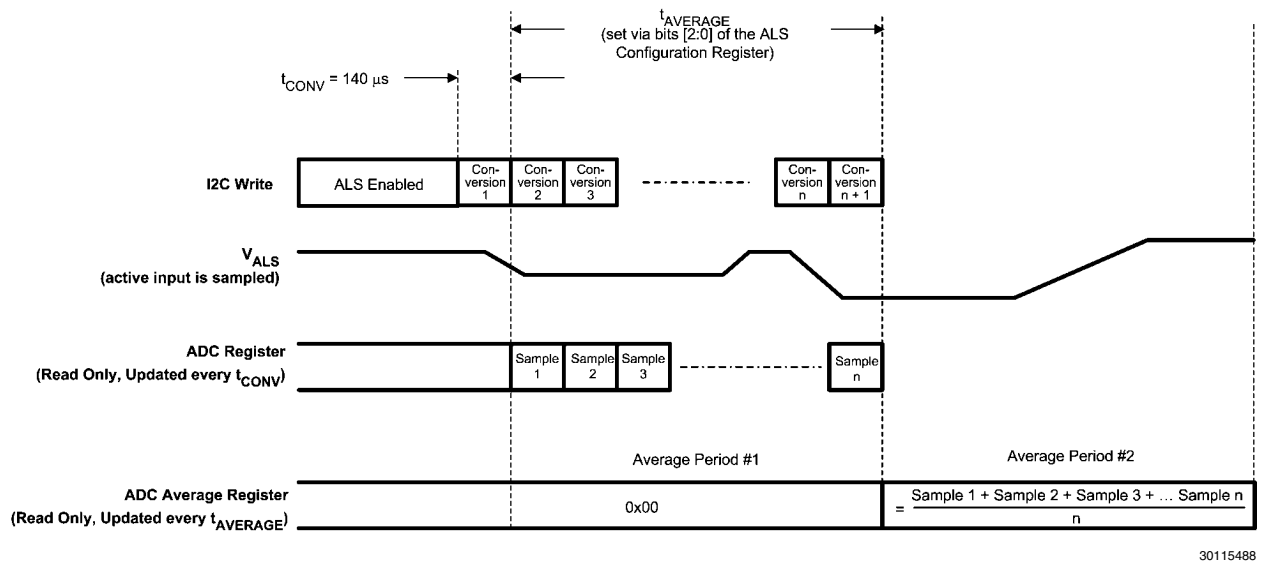 tAVERAGE
(set via bits [2:0] of the ALS
Configuration Register)
tCONV = 140 μs
I2C Write
ALS Enabled
Con-
version
1
Con-
version
2
Con-
version
3
Con-
version
n
Con-
version
n + 1
VALS
(active input is sampled)
ADC Register
(Read Only, Updated every tCONV)
Sample
1
Sample
2
Sample
3
Sample
n
Average Period #1
Average Period #2
ADC Average Register
(Read Only, Updated every tAVERAGE)
0x00
= Sample 1 + Sample 2 + Sample 3 + ... Sample n
n
30115488